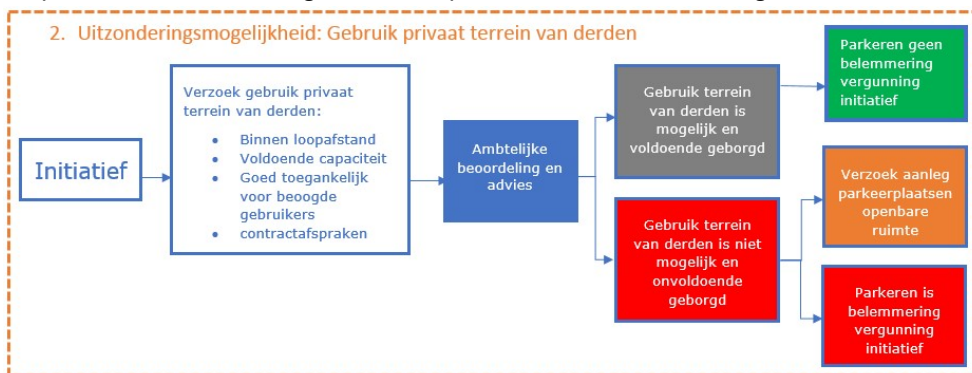 2. Uitzonderingsmogelijkheid: Gebruik privaat terrein van derden
Initiatief
Verzoek gebruik privaat
terrein van derden:
• Binnen loopafstand
• Voldoende capaciteit
• Goed toegankelijk
voor beoogde
gebruikers
• contractafspraken
Ambtelijke
beoordeling en
advies
Gebruik terrein
van derden is
mogelijk en
voldoende geborgd
Gebruik terrein
van derden is niet
mogelijk en
onvoldoende
geborgd
Parkeren geen
belemmering
vergunning
initiatief
Verzoek aanleg
parkeerplaatsen
openbare
ruimte
Parkeren is
belemmering
vergunning
initiatief